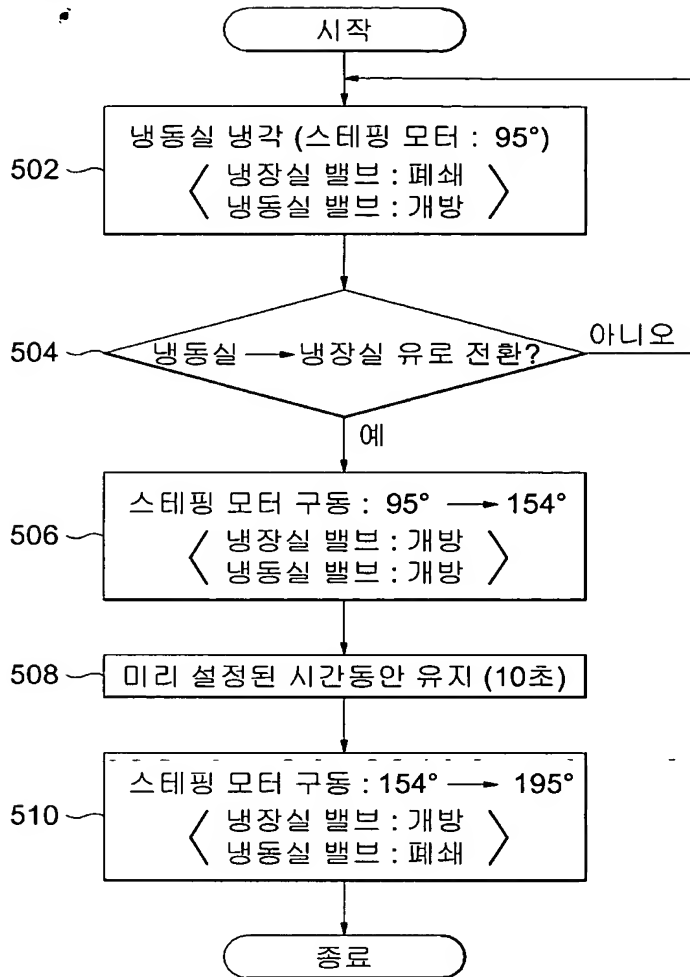 시작
502
냉동실 냉각 (스테핑 모터 : 95°)
〈 냉장실 밸브 : 폐쇄
냉동실 밸브 : 개방 〉
504
냉동실 → 냉장실 유로 전환?
아니오
예
506
스테핑 모터 구동 : 95° → 154°
〈 냉장실 밸브 : 개방
냉동실 밸브 : 개방 〉
508
미리 설정된 시간동안 유지 (10초)
510
스테핑 모터 구동 : 154° → 195°
〈 냉장실 밸브 : 개방
냉동실 밸브 : 폐쇄 〉
종료